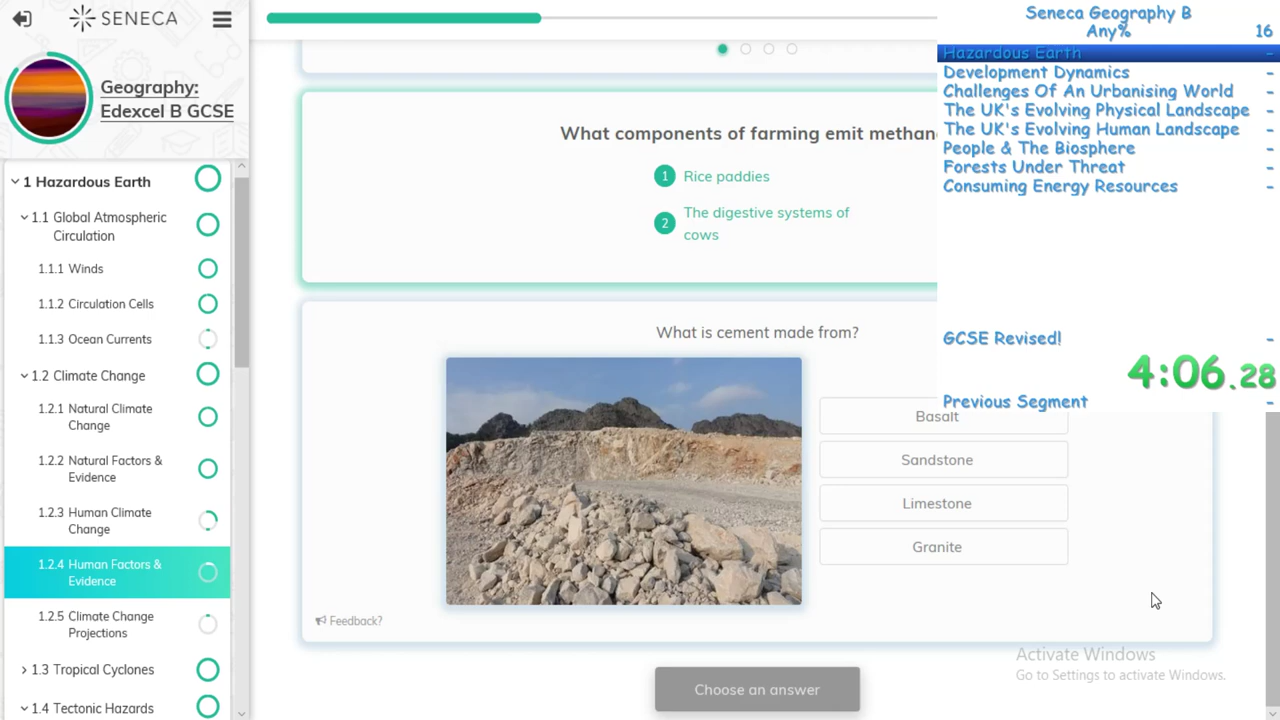 SENECA
Geography:
Edexcel B GCSE
1 Hazardous Earth
1.1 Global Atmospheric
Circulation
1.1.1 Winds
1.1.2 Circulation Cells
1.1.3 Ocean Currents
1.2 Climate Change
1.2.1 Natural Climate
Change
1.2.2 Natural Factors &
Evidence
1.2.3 Human Climate
Change
1.2.4 Human Factors &
Evidence
1.2.5 Climate Change
Projections
1.3 Tropical Cyclones
1.4 Tectonic Hazards
What components of farming emit methan
1 Rice paddies
2 The digestive systems of
cows
What is cement made from?
Basalt
Sandstone
Limestone
Granite
Feedback?
Choose an answer
Seneca Geography B
Any% 16
Hazardous Earth -
Development Dynamics -
Challenges Of An Urbanising World -
The UK's Evolving Physical Landscape -
The UK's Evolving Human Landscape -
People & The Biosphere -
Forests Under Threat -
Consuming Energy Resources -
GCSE Revised! -
4:06.28
Previous Segment -
Activate Windows
Go to Settings to activate Windows.